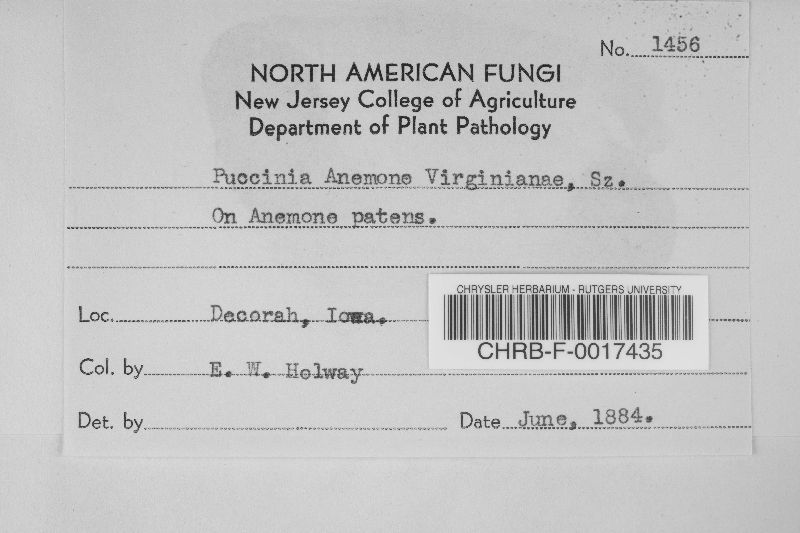 No. 1456
NORTH AMERICAN FUNGI
New Jersey College of Agriculture
Department of Plant Pathology
Puccinia Anemone Virginianae, Sz.
On Anemone patens.
CHRYSLER HERBARIUM - RUTGERS UNIVERSITY
Loc. Decorah, Iowa.
CHRB-F-0017435
Col. by E. W. Holway
Det. by Date June, 1884.